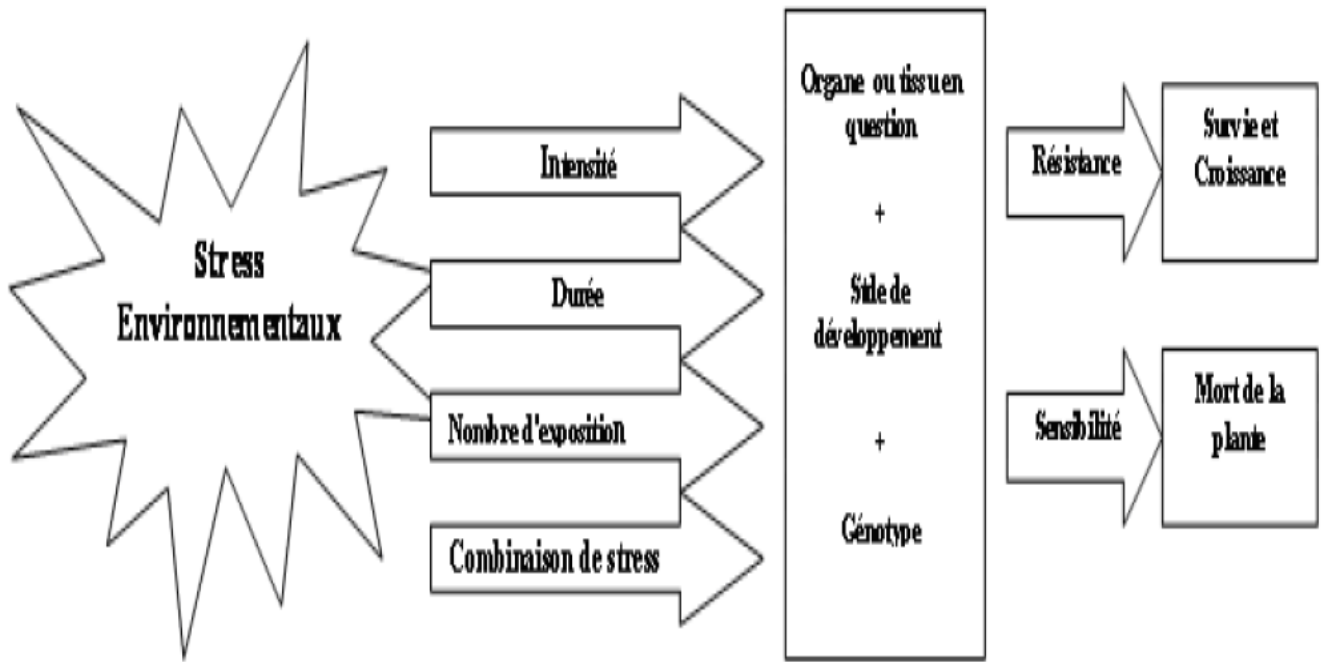 Stress
Environnementaux
Intensité
Durée
Nombre d'exposition
Combinaison de stress
Organe ou tissu en
question
+
Stide de
développement
+
Génotype
Résistance
Survie et
Croissance
Sensibilité
Mort de la
plante